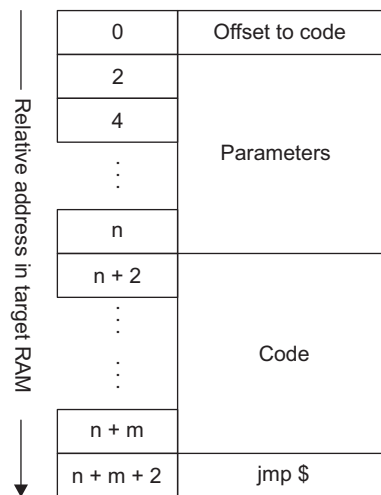 Relative address in target RAM
0 Offset to code
2
4
Parameters
⋮
n
n + 2
⋮
Code
⋮
n + m
n + m + 2 jmp $